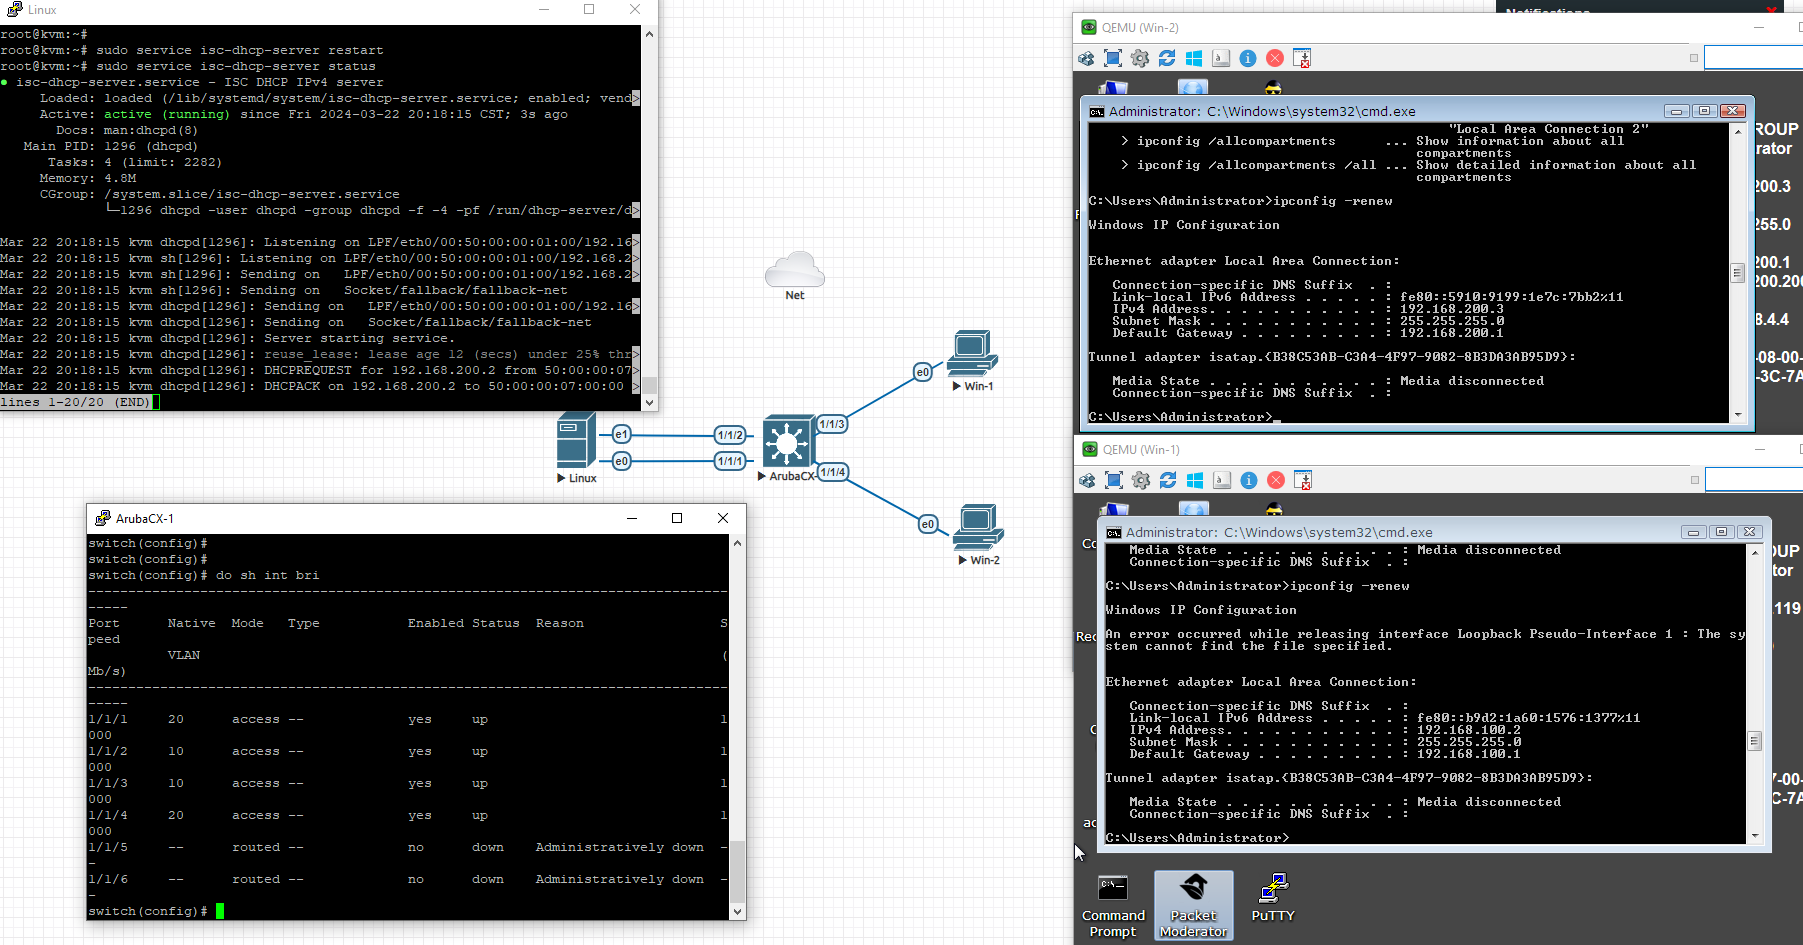 Linux
root@kvm:~#
root@kvm:~# sudo service isc-dhcp-server restart
root@kvm:~# sudo service isc-dhcp-server status
● isc-dhcp-server.service - ISC DHCP IPv4 server
Loaded: loaded (/lib/systemd/system/isc-dhcp-server.service; enabled; vend>
Active: active (running) since Fri 2024-03-22 20:18:15 CST; 3s ago
Docs: man:dhcpd(8)
Main PID: 1296 (dhcpd)
Tasks: 4 (limit: 2282)
Memory: 4.8M
CGroup: /system.slice/isc-dhcp-server.service
└─1296 dhcpd -user dhcpd -group dhcpd -f -4 -pf /run/dhcp-server/d>
Mar 22 20:18:15 kvm dhcpd[1296]: Listening on LPF/eth0/00:50:00:00:01:00/192.16>
Mar 22 20:18:15 kvm sh[1296]: Listening on LPF/eth0/00:50:00:00:01:00/192.168.2>
Mar 22 20:18:15 kvm sh[1296]: Sending on   LPF/eth0/00:50:00:00:01:00/192.168.2>
Mar 22 20:18:15 kvm sh[1296]: Sending on   Socket/fallback/fallback-net
Mar 22 20:18:15 kvm dhcpd[1296]: Sending on   LPF/eth0/00:50:00:00:01:00/192.16>
Mar 22 20:18:15 kvm dhcpd[1296]: Sending on   Socket/fallback/fallback-net
Mar 22 20:18:15 kvm dhcpd[1296]: Server starting service.
Mar 22 20:18:15 kvm dhcpd[1296]: reuse_lease: lease age 12 (secs) under 25% thr>
Mar 22 20:18:15 kvm dhcpd[1296]: DHCPREQUEST for 192.168.200.2 from 50:00:00:07>
Mar 22 20:18:15 kvm dhcpd[1296]: DHCPACK on 192.168.200.2 to 50:00:00:07:00:00 >
lines 1-20/20 (END)
Net
e0
Win-1
e1
1/1/2
1/1/3
e0
1/1/1
1/1/4
Linux
ArubaCX-
e0
Win-2
ArubaCX-1
switch(config)#
switch(config)#
switch(config)# do sh int bri
--------------------------------------------------------------------------------
-----
Port      Native  Mode   Type           Enabled Status  Reason                 S
peed
VLAN                                                                 (
Mb/s)
--------------------------------------------------------------------------------
-----
1/1/1     20      access --             yes     up                             1
000
1/1/2     10      access --             yes     up                             1
000
1/1/3     10      access --             yes     up                             1
000
1/1/4     20      access --             yes     up                             1
000
1/1/5     --      routed --             no      down    Administratively down  -
-
1/1/6     --      routed --             no      down    Administratively down  -
-
switch(config)#
Notifications
QEMU (Win-2)
Administrator: C:\Windows\system32\cmd.exe
"Local Area Connection 2"
> ipconfig /allcompartments      ... Show information about all
compartments
> ipconfig /allcompartments /all ... Show detailed information about all
compartments
C:\Users\Administrator>ipconfig -renew
Windows IP Configuration
Ethernet adapter Local Area Connection:
Connection-specific DNS Suffix  . :
Link-local IPv6 Address . . . . . : fe80::5910:9199:1e7c:7bb2%11
IPv4 Address. . . . . . . . . . . : 192.168.200.3
Subnet Mask . . . . . . . . . . . : 255.255.255.0
Default Gateway . . . . . . . . . : 192.168.200.1
Tunnel adapter isatap.{B38C53AB-C3A4-4F97-9082-8B3DA3AB95D9}:
Media State . . . . . . . . . . . : Media disconnected
Connection-specific DNS Suffix  . :
C:\Users\Administrator>
ROUP
rator
200.3
255.0
200.1
200.200
8.4.4
-08-00-
-3C-7A
QEMU (Win-1)
Administrator: C:\Windows\system32\cmd.exe
Media State . . . . . . . . . . . : Media disconnected
Connection-specific DNS Suffix  . :
C:\Users\Administrator>ipconfig -renew
Windows IP Configuration
An error occurred while releasing interface Loopback Pseudo-Interface 1 : The sy
stem cannot find the file specified.
Ethernet adapter Local Area Connection:
Connection-specific DNS Suffix  . :
Link-local IPv6 Address . . . . . : fe80::b9d2:1a60:1576:1377%11
IPv4 Address. . . . . . . . . . . : 192.168.100.2
Subnet Mask . . . . . . . . . . . : 255.255.255.0
Default Gateway . . . . . . . . . : 192.168.100.1
Tunnel adapter isatap.{B38C53AB-C3A4-4F97-9082-8B3DA3AB95D9}:
Media State . . . . . . . . . . . : Media disconnected
Connection-specific DNS Suffix  . :
C:\Users\Administrator>
OUP
tor
.119
7-00-
C-7A
Co
Rec
ac
Command
Prompt
Packet
Moderator
PuTTY